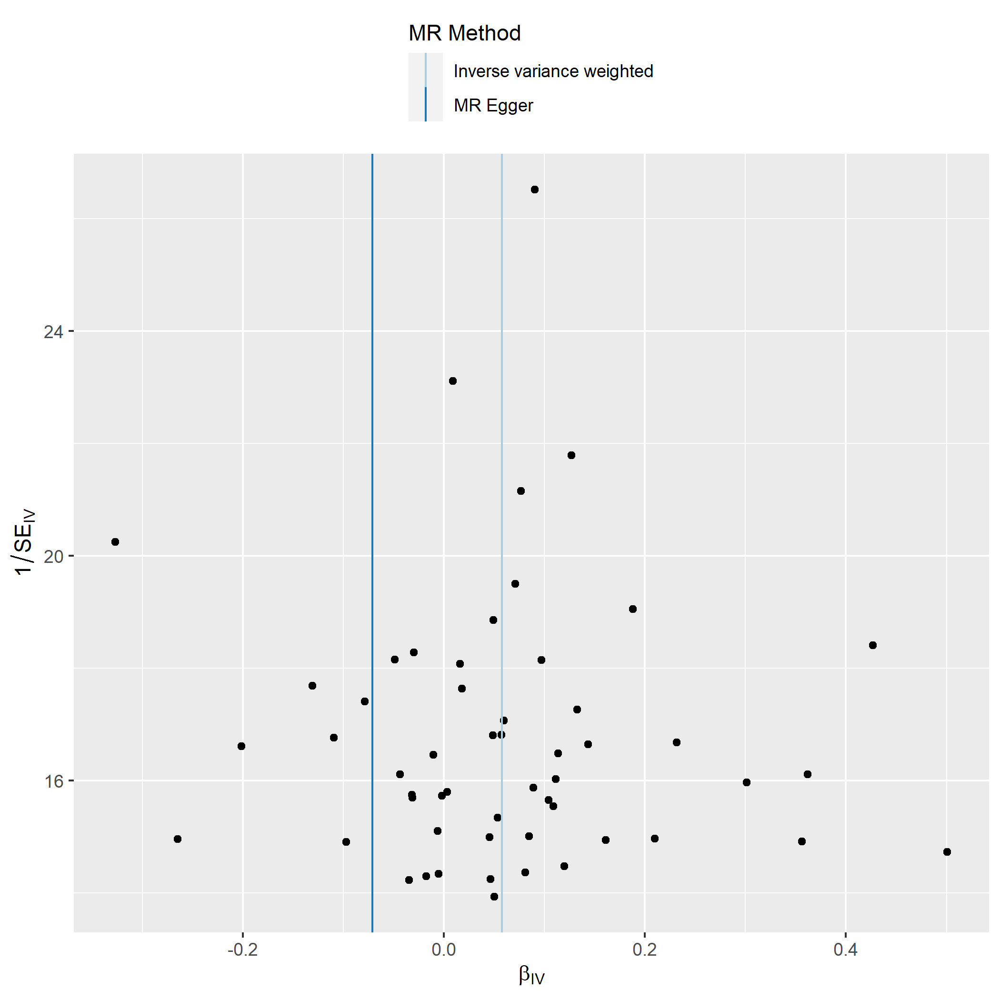 MR Method
Inverse variance weighted
MR Egger
24
20
16
1/SE_IV
-0.2
0.0
0.2
0.4
β_IV